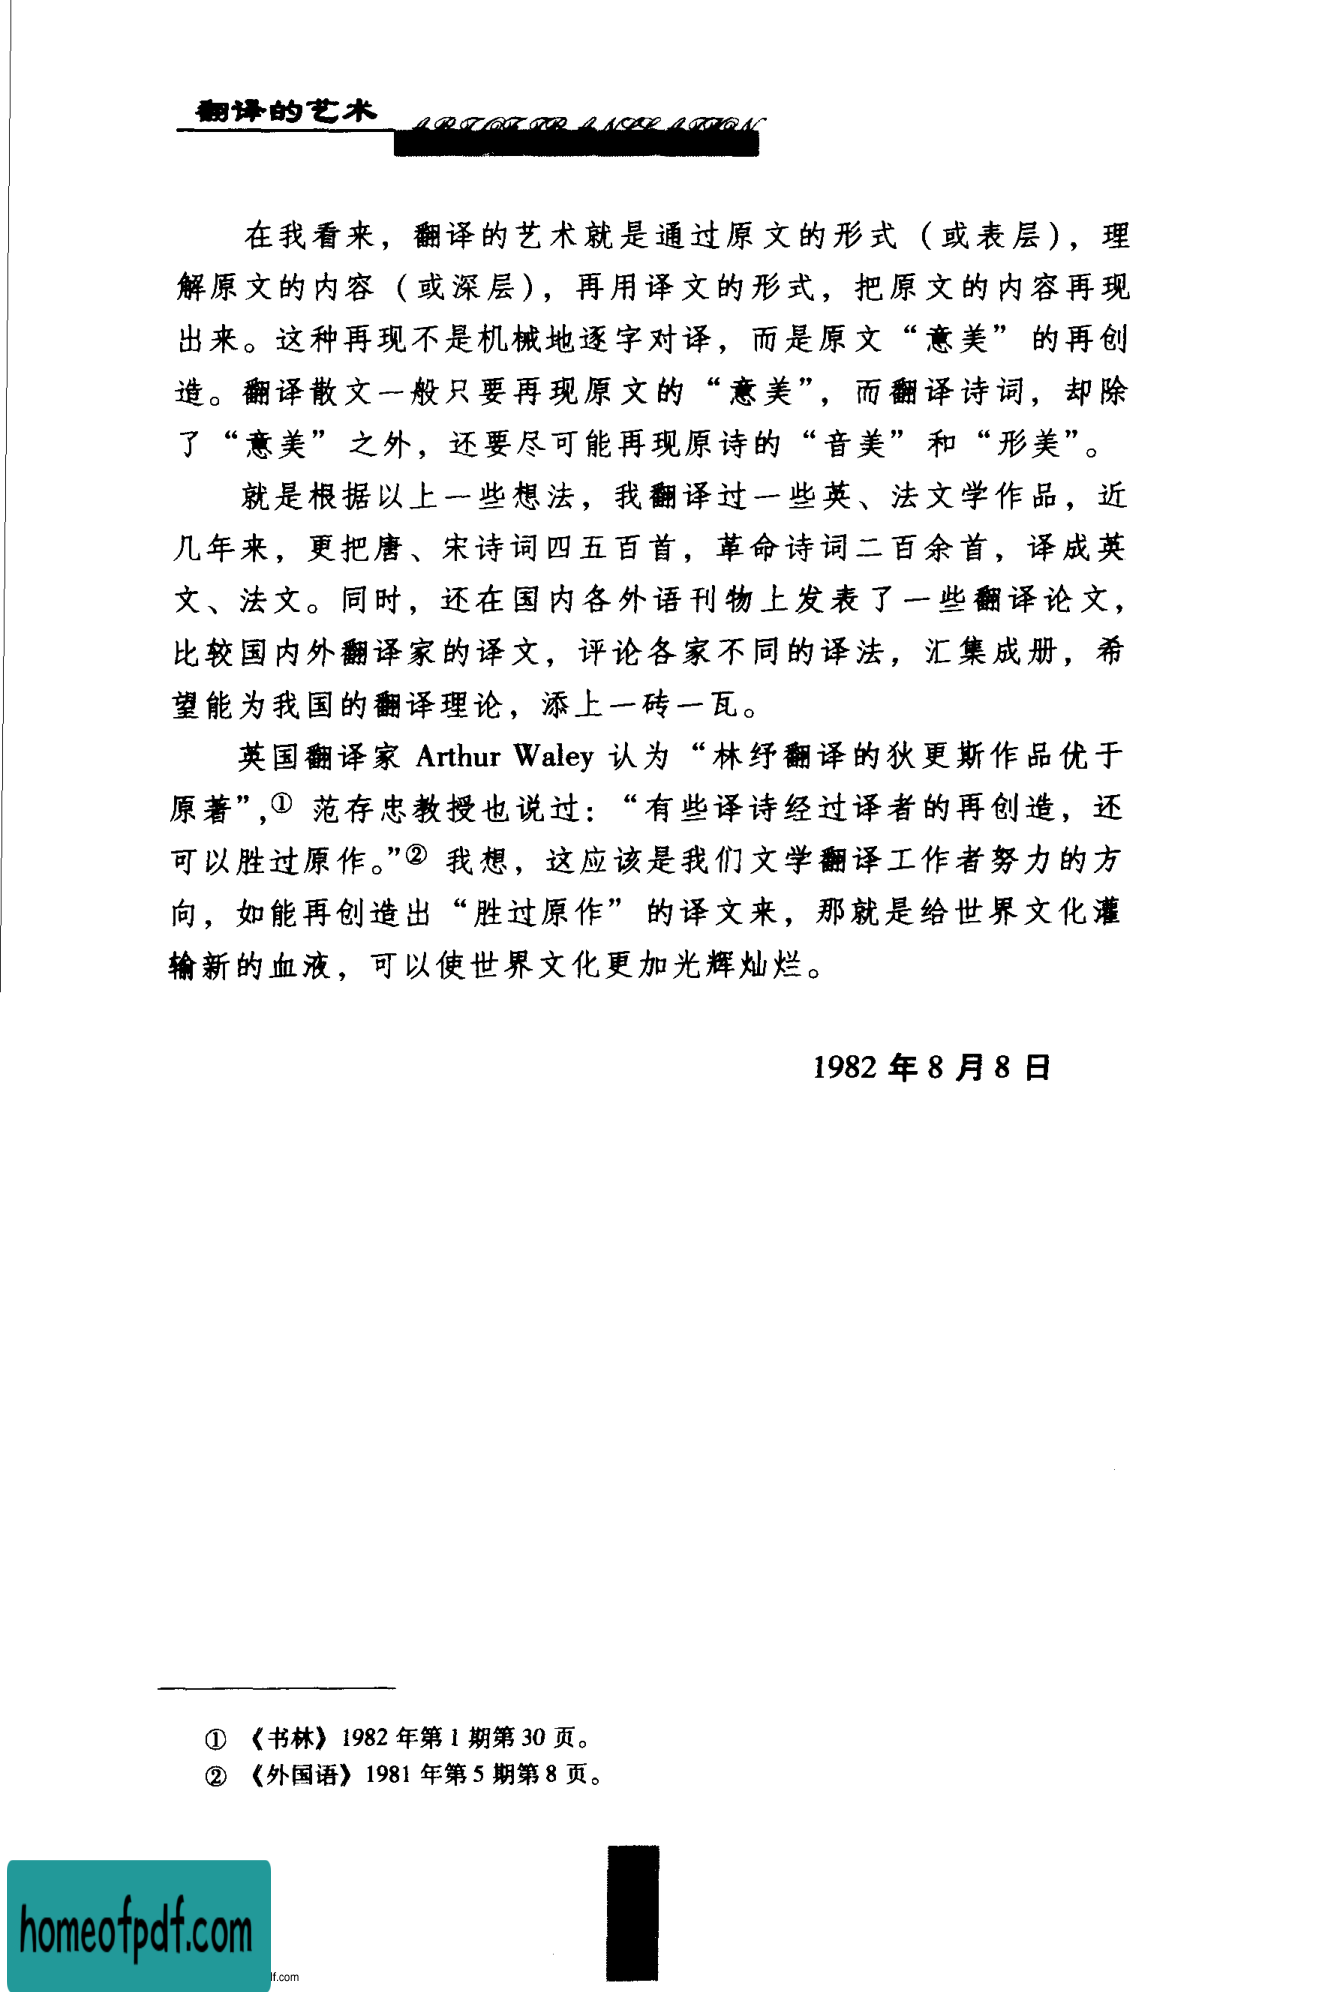 翻译的艺术
ART OF TRANSLATION
在我看来，翻译的艺术就是通过原文的形式（或表层），理
解原文的内容（或深层），再用译文的形式，把原文的内容再现
出来。这种再现不是机械地逐字对译，而是原文“意美”的再创
造。翻译散文一般只要再现原文的“意美”，而翻译诗词，却除
了“意美”之外，还要尽可能再现原诗的“音美”和“形美”。
就是根据以上一些想法，我翻译过一些英、法文学作品，近
几年来，更把唐、宋诗词四五百首，革命诗词二百余首，译成英
文、法文。同时，还在国内各外语刊物上发表了一些翻译论文，
比较国内外翻译家的译文，评论各家不同的译法，汇集成册，希
望能为我国的翻译理论，添上一砖一瓦。
英国翻译家 Arthur Waley 认为“林纾翻译的狄更斯作品优于
原著”，① 范存忠教授也说过：“有些译诗经过译者的再创造，还
可以胜过原作。”② 我想，这应该是我们文学翻译工作者努力的方
向，如能再创造出“胜过原作”的译文来，那就是给世界文化灌
输新的血液，可以使世界文化更加光辉灿烂。
1982 年 8 月 8 日
① 《书林》1982 年第 1 期第 30 页。
② 《外国语》1981 年第 5 期第 8 页。
homeofpdf.com
lf.com